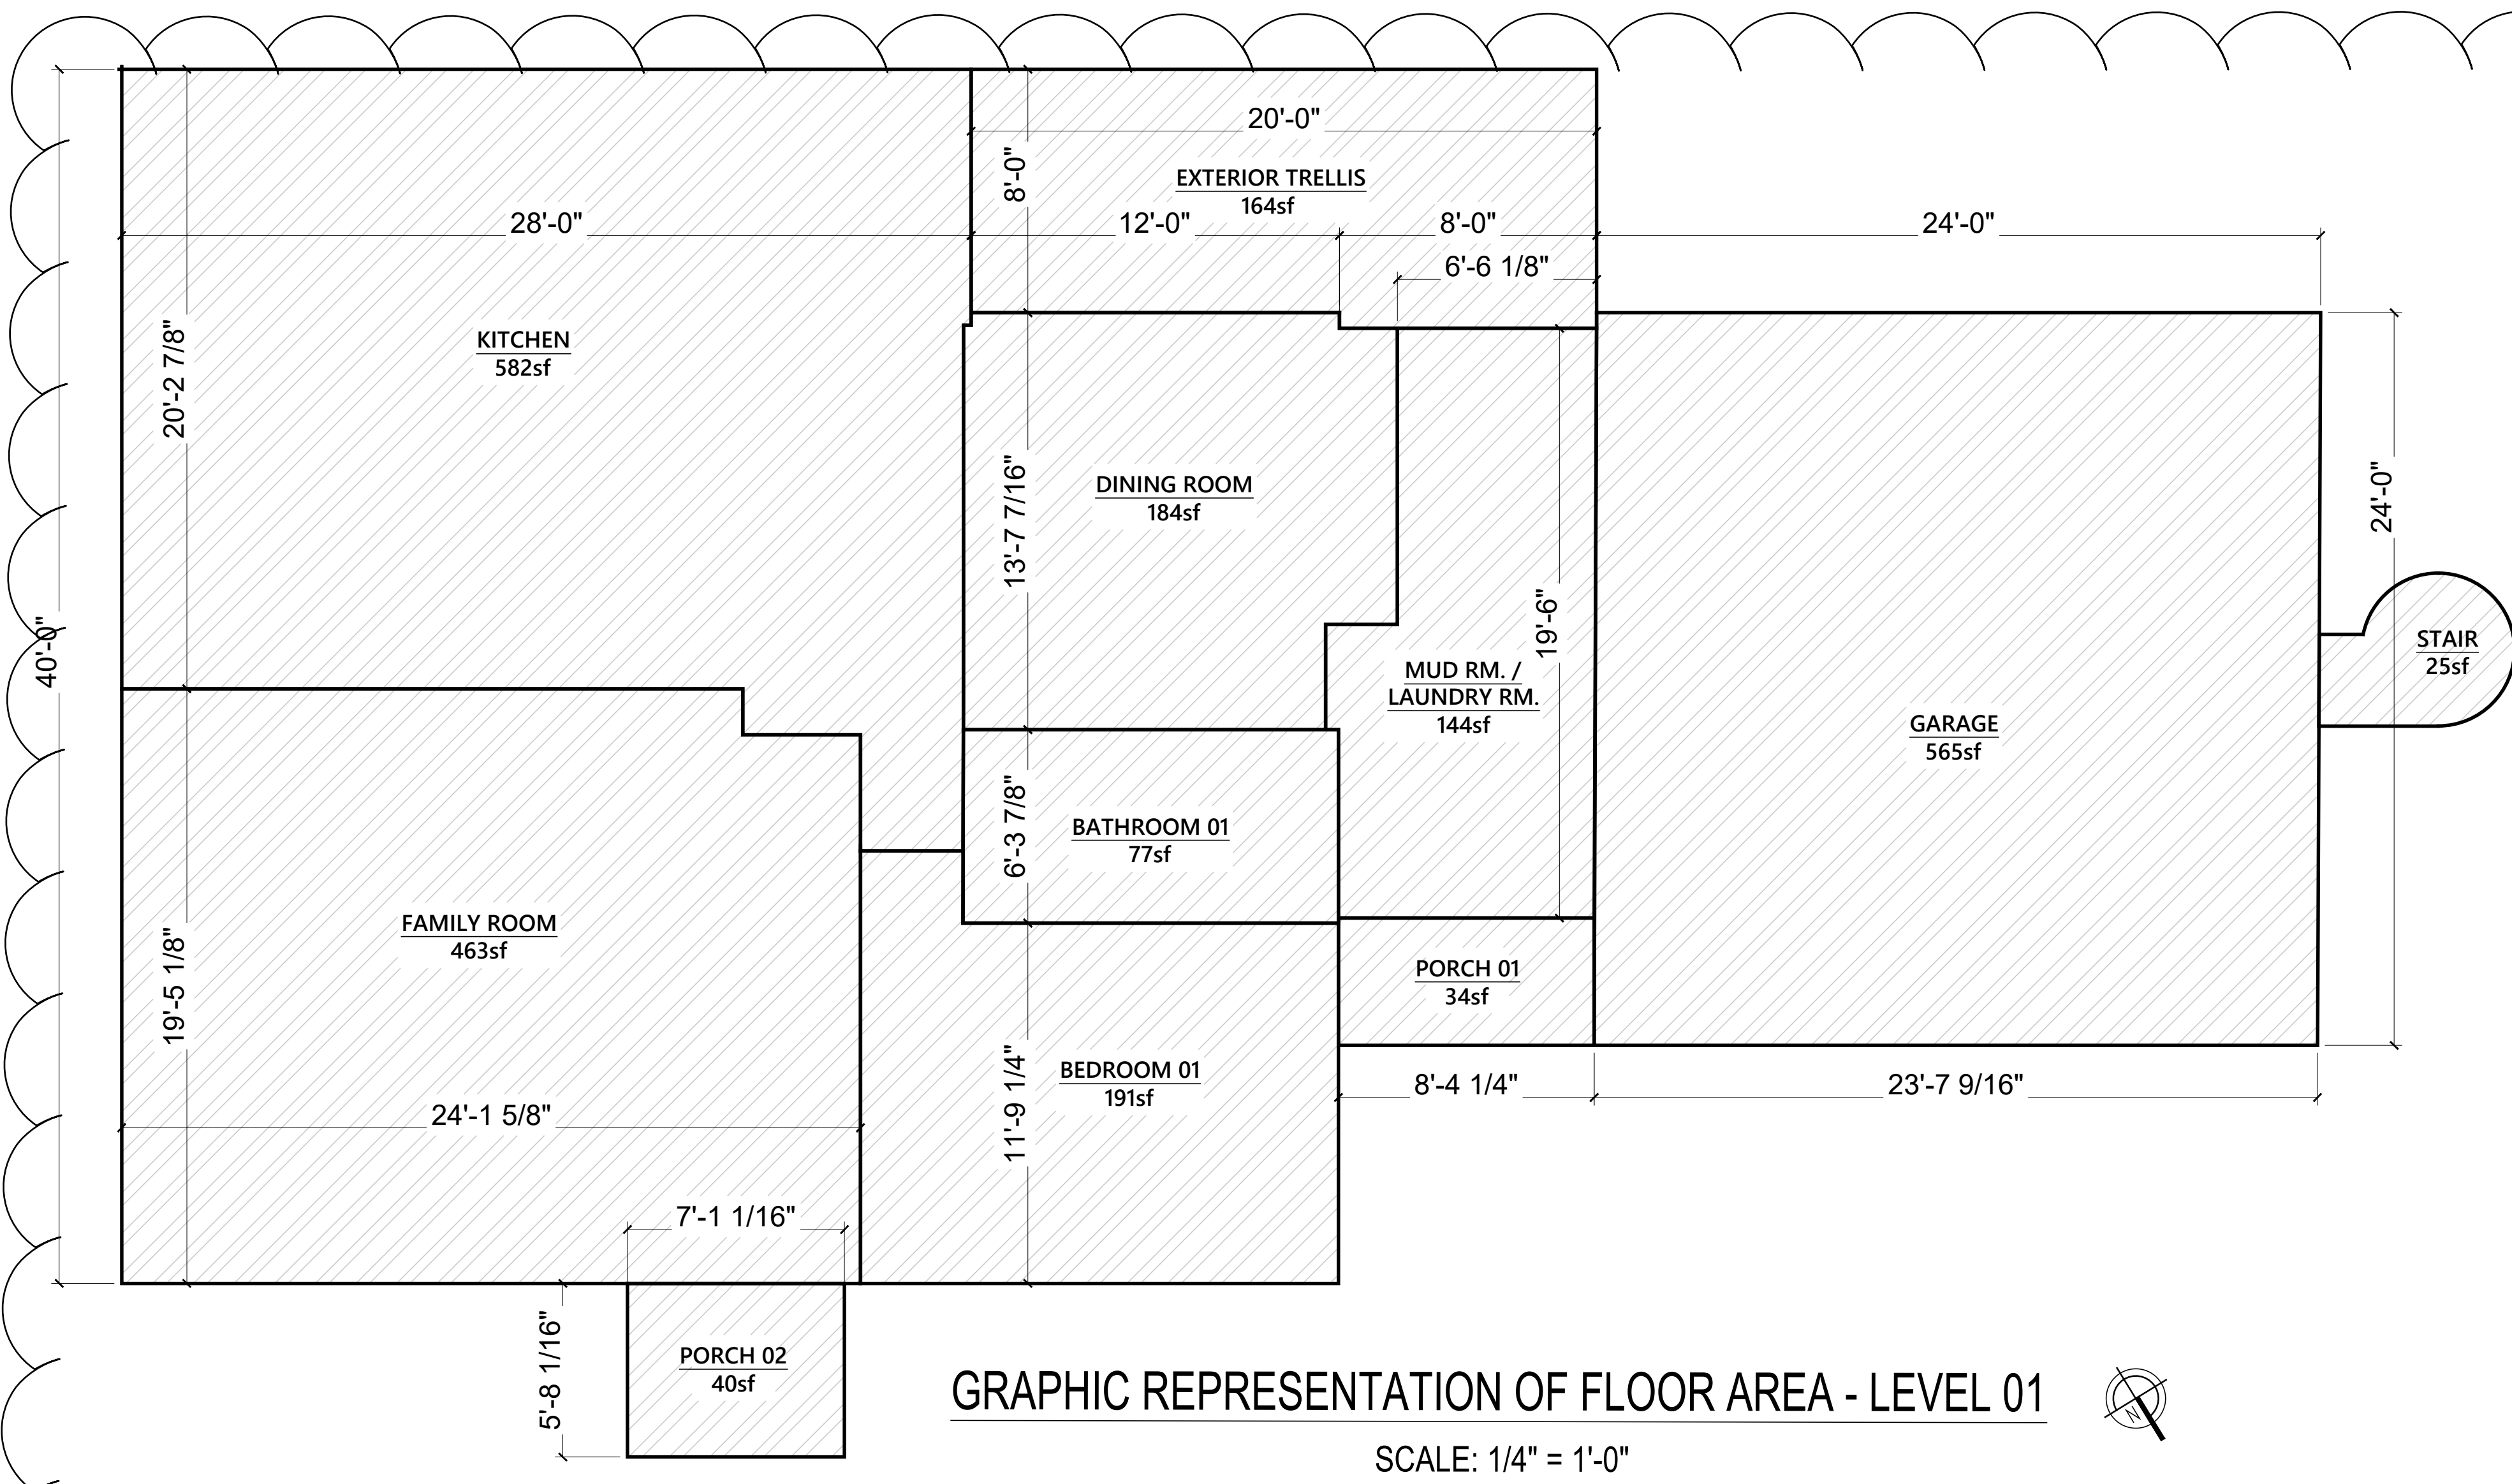 20'-0"
8'-0"
EXTERIOR TRELLIS
164sf
28'-0"
12'-0"
8'-0"
24'-0"
6'-6 1/8"
KITCHEN
582sf
20'-2 7/8"
DINING ROOM
184sf
13'-7 7/16"
24'-0"
40'-0"
19'-6"
STAIR
25sf
MUD RM. /
LAUNDRY RM.
144sf
GARAGE
565sf
BATHROOM 01
77sf
6'-3 7/8"
FAMILY ROOM
463sf
19'-5 1/8"
PORCH 01
34sf
BEDROOM 01
191sf
11'-9 1/4"
8'-4 1/4"
23'-7 9/16"
24'-1 5/8"
7'-1 1/16"
5'-8 1/16"
PORCH 02
40sf
GRAPHIC REPRESENTATION OF FLOOR AREA - LEVEL 01
N
SCALE: 1/4" = 1'-0"